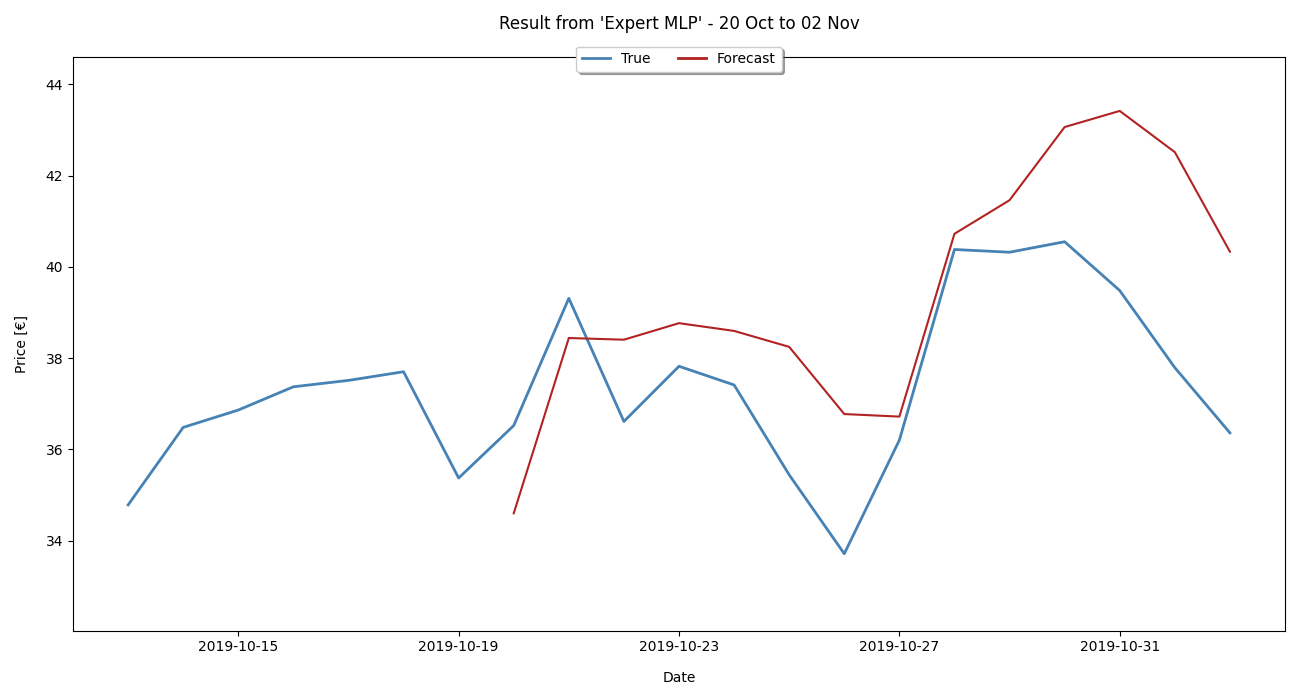 Result from 'Expert MLP' - 20 Oct to 02 Nov
True Forecast
44
42
40
38
36
34
Price [€]
2019-10-15 2019-10-19 2019-10-23 2019-10-27 2019-10-31
Date